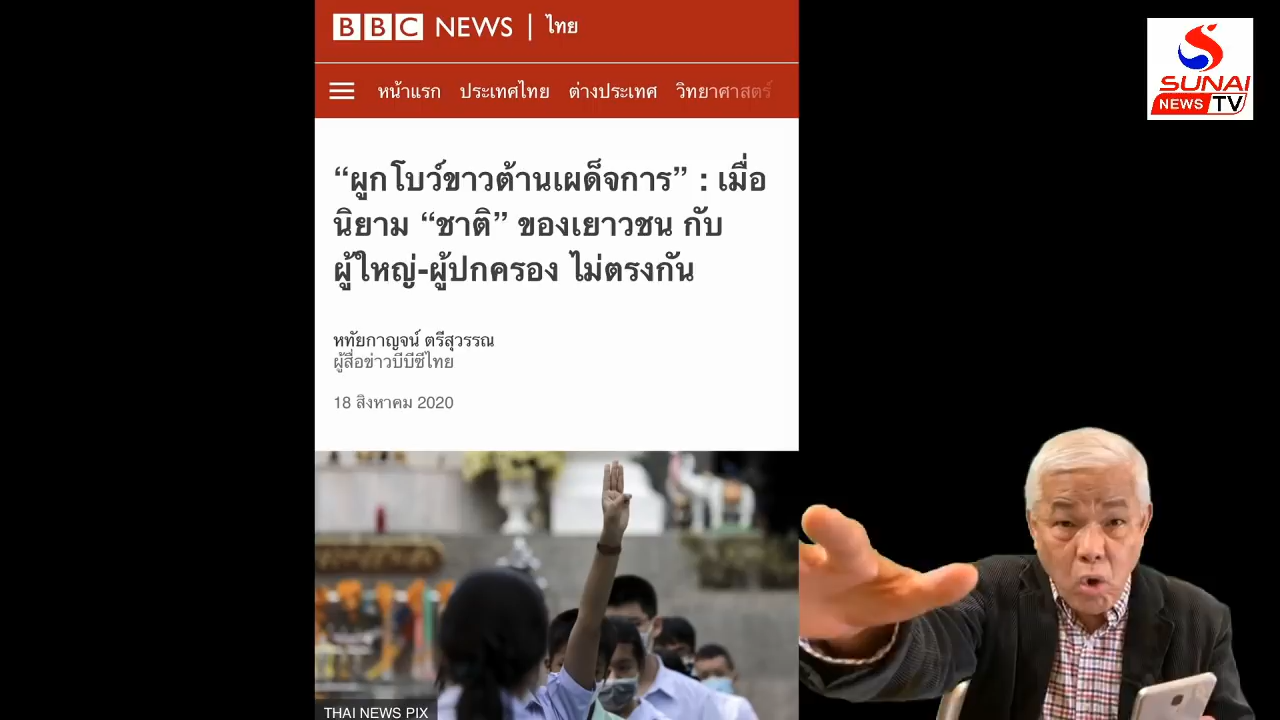 BBC NEWS | ไทย
หน้าแรก ประเทศไทย ต่างประเทศ วิทยาศาสตร์
“ผูกโบว์ขาวต้านเผด็จการ” : เมื่อ
นิยาม “ชาติ” ของเยาวชน กับ
ผู้ใหญ่-ผู้ปกครอง ไม่ตรงกัน
หทัยกาญจน์ ตรีสุวรรณ
ผู้สื่อข่าวบีบีซีไทย
18 สิงหาคม 2020
THAI NEWS PIX
SUNAI
NEWS TV